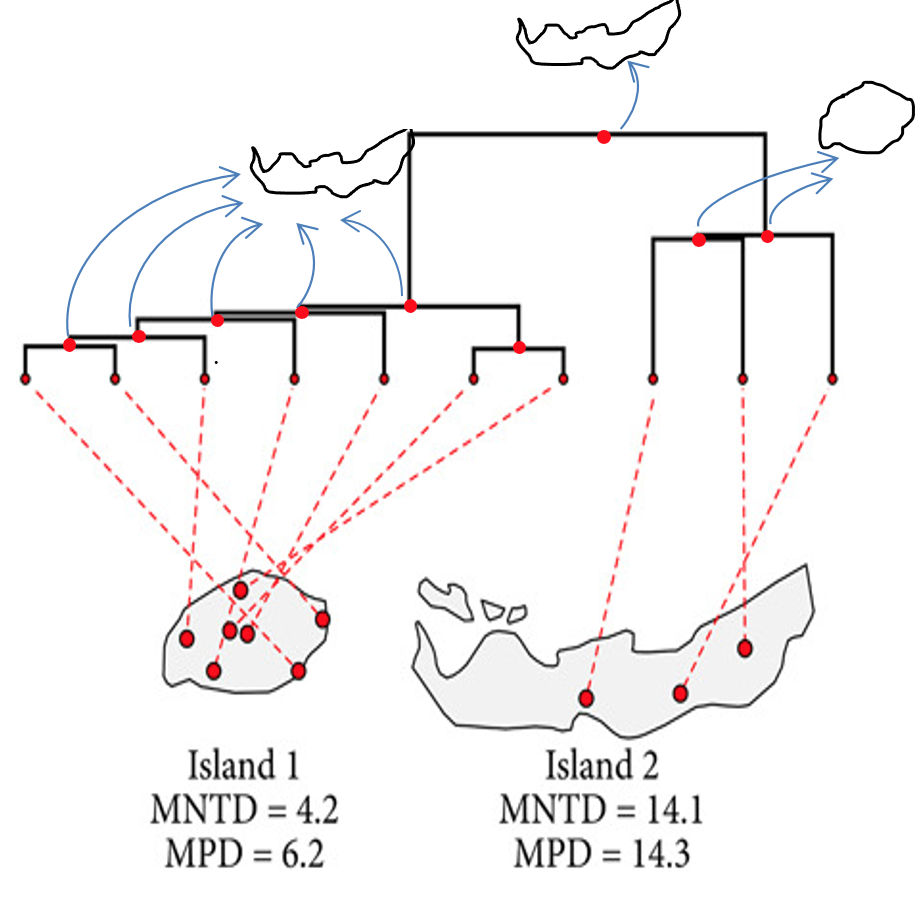 Island 1
MNTD = 4.2
MPD = 6.2
Island 2
MNTD = 14.1
MPD = 14.3